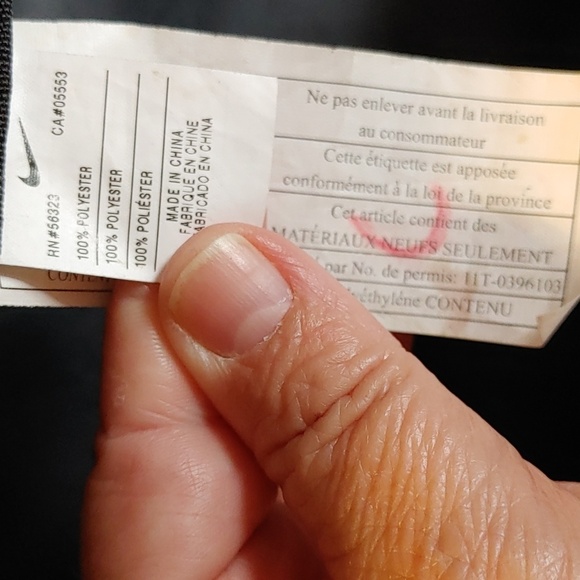 RN#56323 CA#05553
100% POLYESTER
100% POLYESTER
100% POLIÉSTER
MADE IN CHINA
FABRIQUE EN CHINE
FABRICADO EN CHINA
Ne pas enlever avant la livraison
au consommateur
Cette étiquette est apposée
conformément à la loi de la province
Cet article contient des
MATÉRIAUX NEUFS SEULEMENT
par No. de permis: 11T-0396103
CONTENU